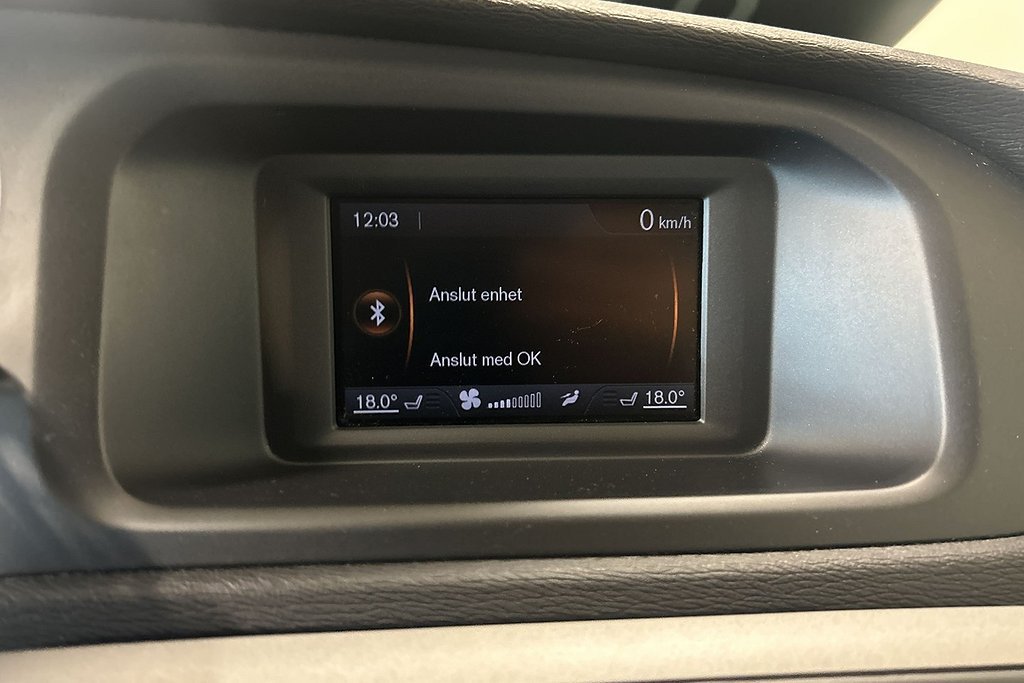 12:03 0 km/h
Anslut enhet
Anslut med OK
18.0° 18.0°